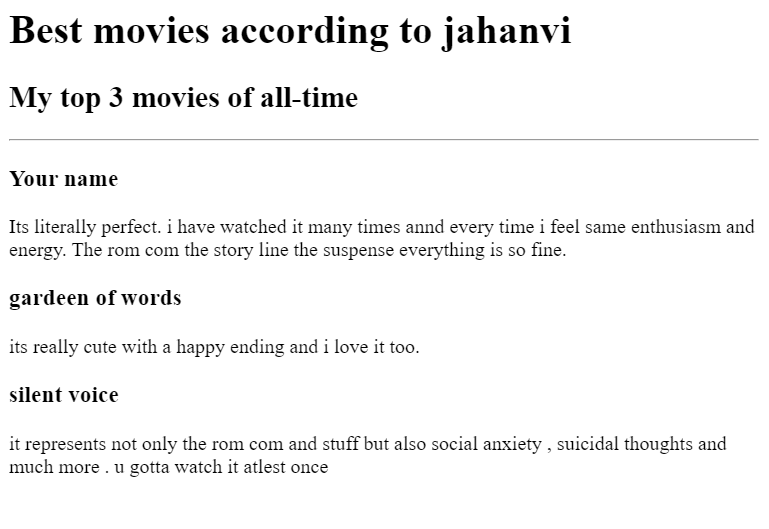 Best movies according to jahanvi
My top 3 movies of all-time
Your name
Its literally perfect. i have watched it many times annd every time i feel same enthusiasm and
energy. The rom com the story line the suspense everything is so fine.
gardeen of words
its really cute with a happy ending and i love it too.
silent voice
it represents not only the rom com and stuff but also social anxiety , suicidal thoughts and
much more . u gotta watch it atlest once